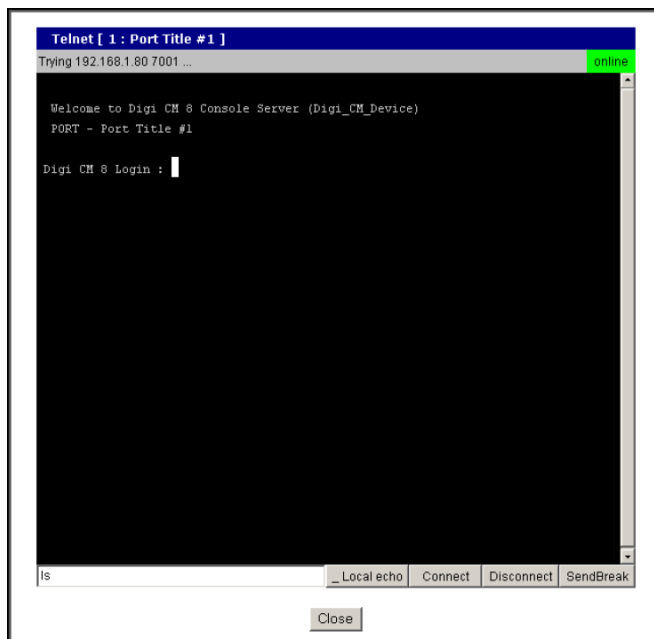 Telnet [ 1 : Port Title #1 ]
Trying 192.168.1.80 7001 ... online
Welcome to Digi CM 8 Console Server (Digi_CM_Device)
PORT - Port Title #1
Digi CM 8 Login :
ls _ Local echo Connect Disconnect SendBreak
Close